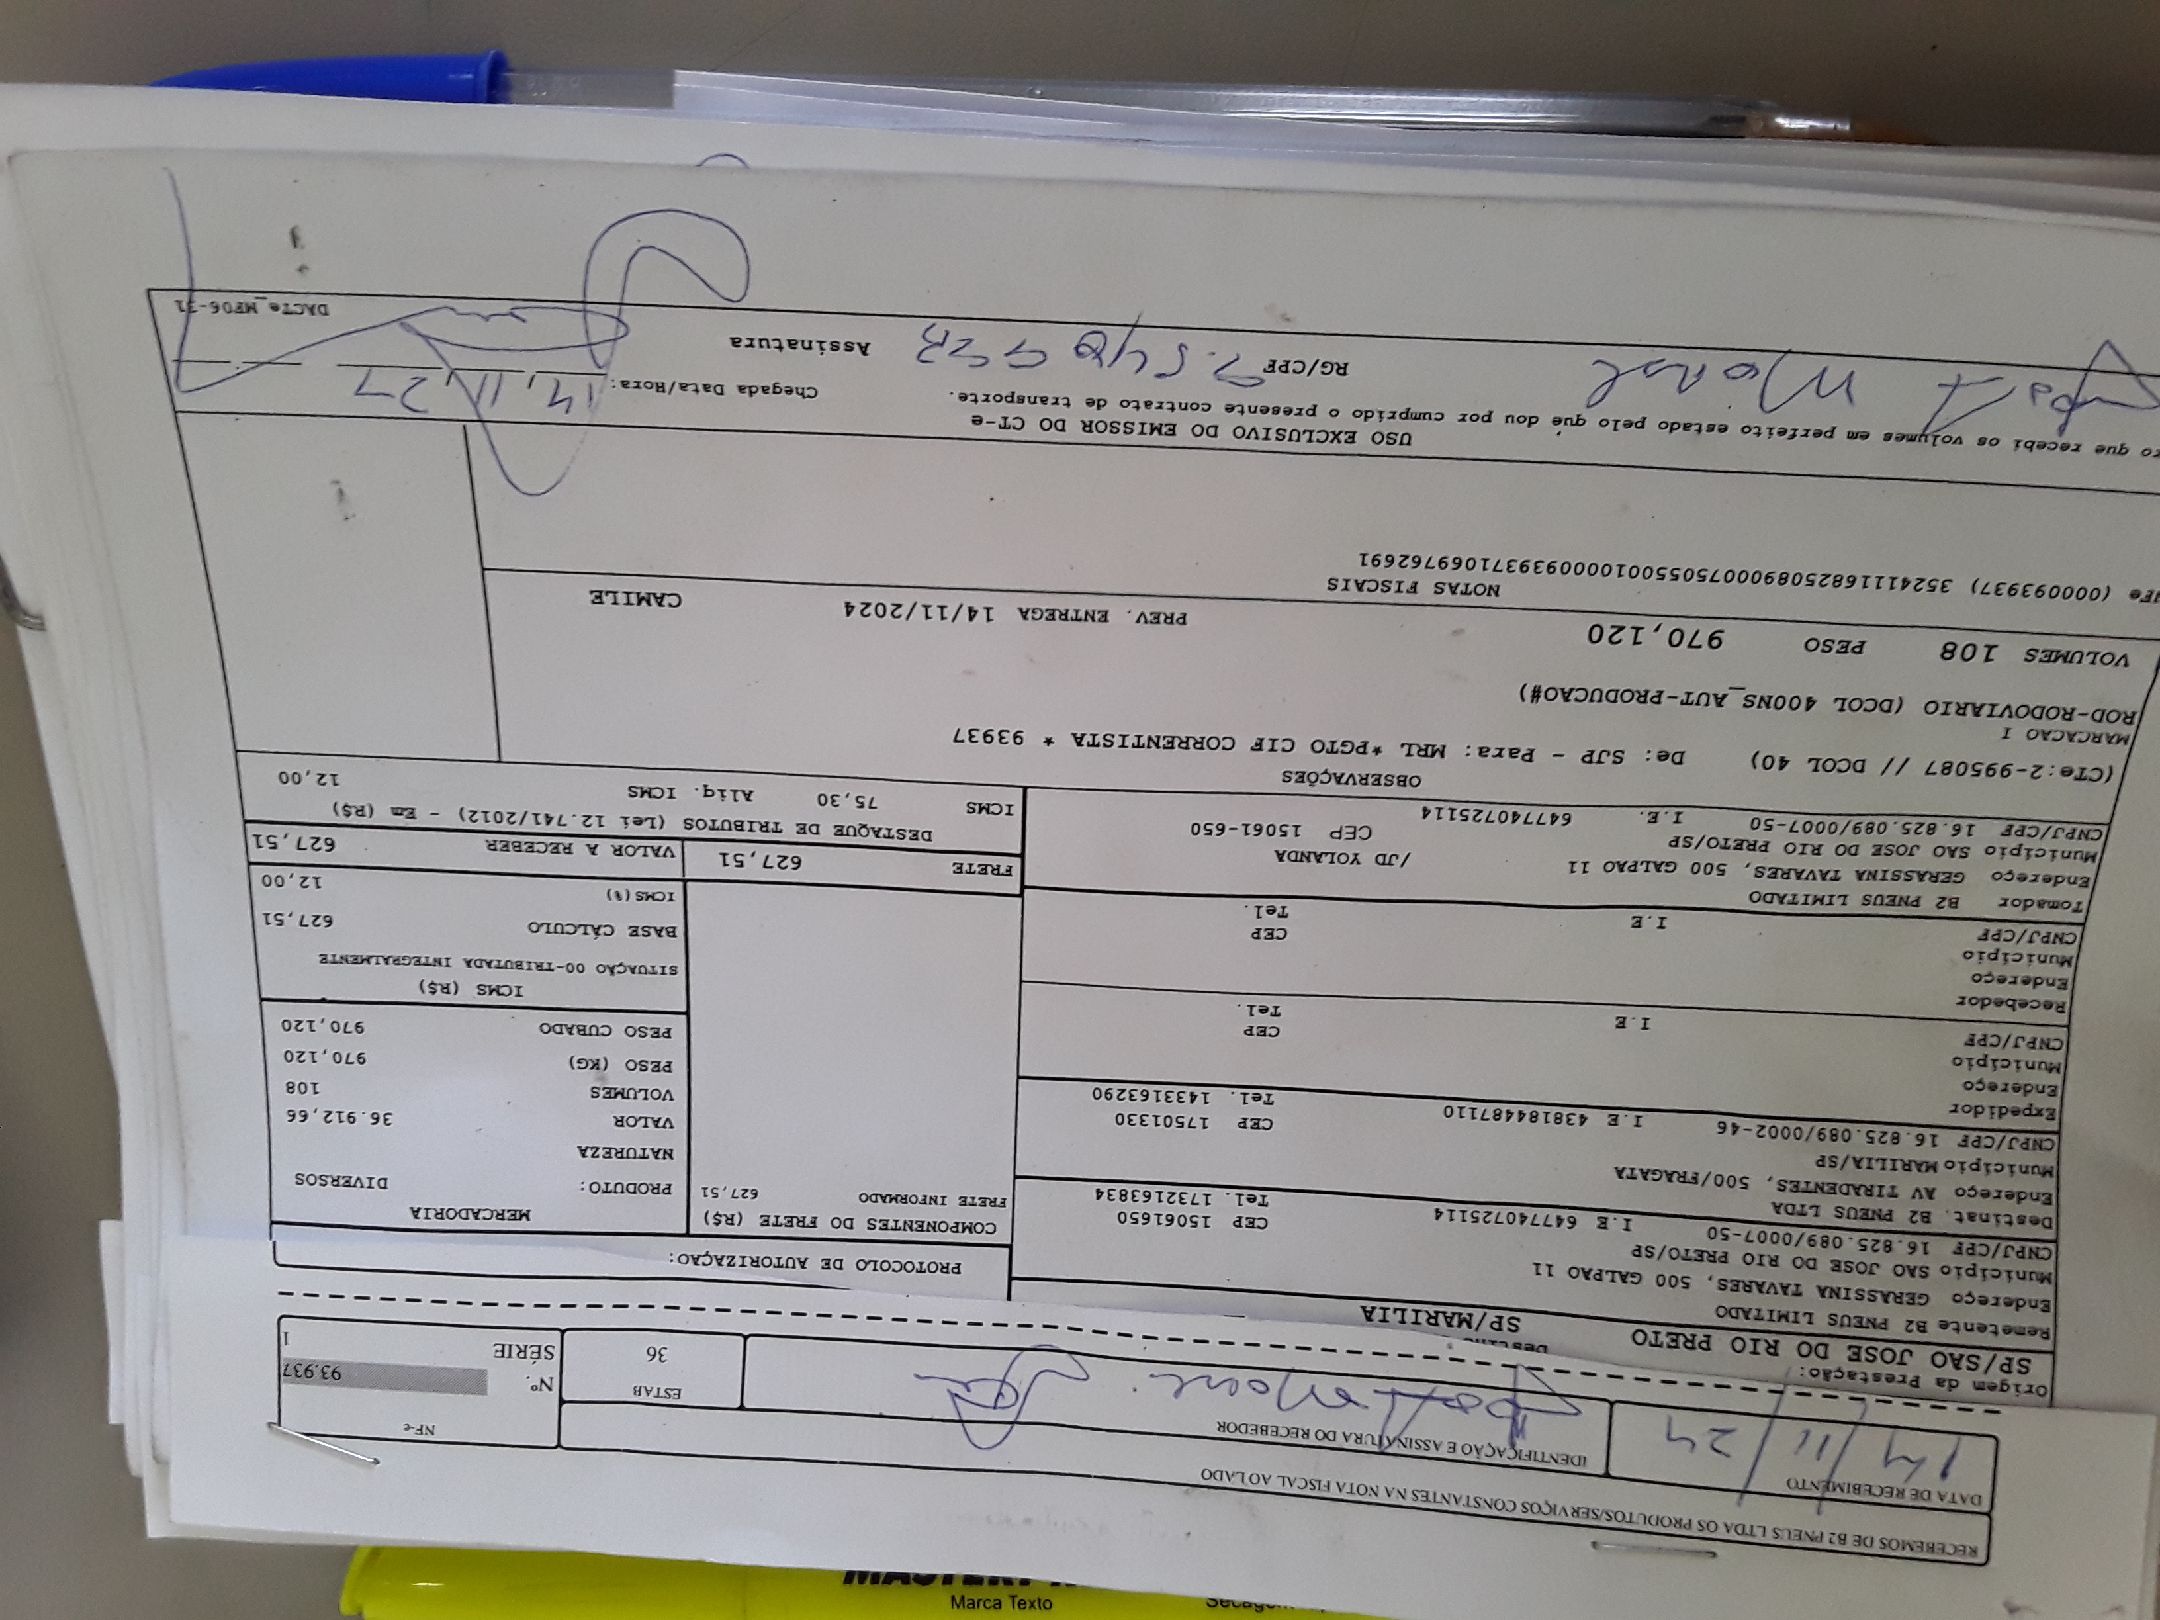 RECEBEMOS DE B2 PNEUS LTDA OS PRODUTOS/SERVIÇOS CONSTANTES NA NOTA FISCAL AO LADO
DATA DE RECEBIMENTO
14/11/24
IDENTIFICAÇÃO E ASSINATURA DO RECEBEDOR
ESTAB
36
NF-e
Nº. 93.937
SÉRIE 1
Origem da Prestação:
SP/SAO JOSE DO RIO PRETO
SP/MARILIA
Remetente B2 PNEUS LIMITADO
Endereço GERASSINA TAVARES, 500 GALPAO 11
Município SAO JOSE DO RIO PRETO/SP CEP 15061650
CNPJ/CPF 16.825.089/0007-50 I.E 647740725114 Tel. 1732163834
Destinat. B2 PNEUS LTDA
Endereço AV TIRADENTES, 500/FRAGATA
Município MARILIA/SP CEP 17501330
CNPJ/CPF 16.825.089/0002-46 I.E 438184487110 Tel. 1433163290
Expedidor
Endereço
Município CEP
CNPJ/CPF I.E Tel.
Recebedor
Endereço
Município CEP
CNPJ/CPF I.E Tel.
Tomador B2 PNEUS LIMITADO
Endereço GERASSINA TAVARES, 500 GALPAO 11 /JD YOLANDA
Município SAO JOSE DO RIO PRETO/SP CEP 15061-650
CNPJ/CPF 16.825.089/0007-50 I.E. 647740725114
PROTOCOLO DE AUTORIZAÇÃO:
COMPONENTES DO FRETE (R$)
FRETE INFORMADO 627,51
MERCADORIA
PRODUTO: DIVERSOS
NATUREZA
VALOR 36.912,66
VOLUMES 108
PESO (KG) 970,120
PESO CUBADO 970,120
ICMS (R$)
SITUAÇÃO 00-TRIBUTADA INTEGRALMENTE
BASE CÁLCULO 627,51
ICMS(%) 12,00
FRETE 627,51
VALOR A RECEBER 627,51
DESTAQUE DE TRIBUTOS (Lei 12.741/2012) - Em (R$)
ICMS 75,30 Aliq. ICMS 12,00
OBSERVAÇÕES
(CTe:2-995087 // DCOL 40) De: SJP - Para: MRL *PGTO CIF CORRENTISTA * 93937
MARCACAO I
ROD-RODOVIARIO (DCOL 400NS_AUT-PRODUCAO#)
VOLUMES 108 PESO 970,120 PREV. ENTREGA 14/11/2024 CAMILE
NOTAS FISCAIS
(000093937) 35241116825089000750550010000939371069762691
USO EXCLUSIVO DO EMISSOR DO CT-e
que recebi os volumes em perfeito estado pelo que dou por cumprido o presente contrato de transporte.
Chegada Data/Hora: 14, 11, 27
RG/CPF
Assinatura
DACTe_MF06-31
Marca Texto